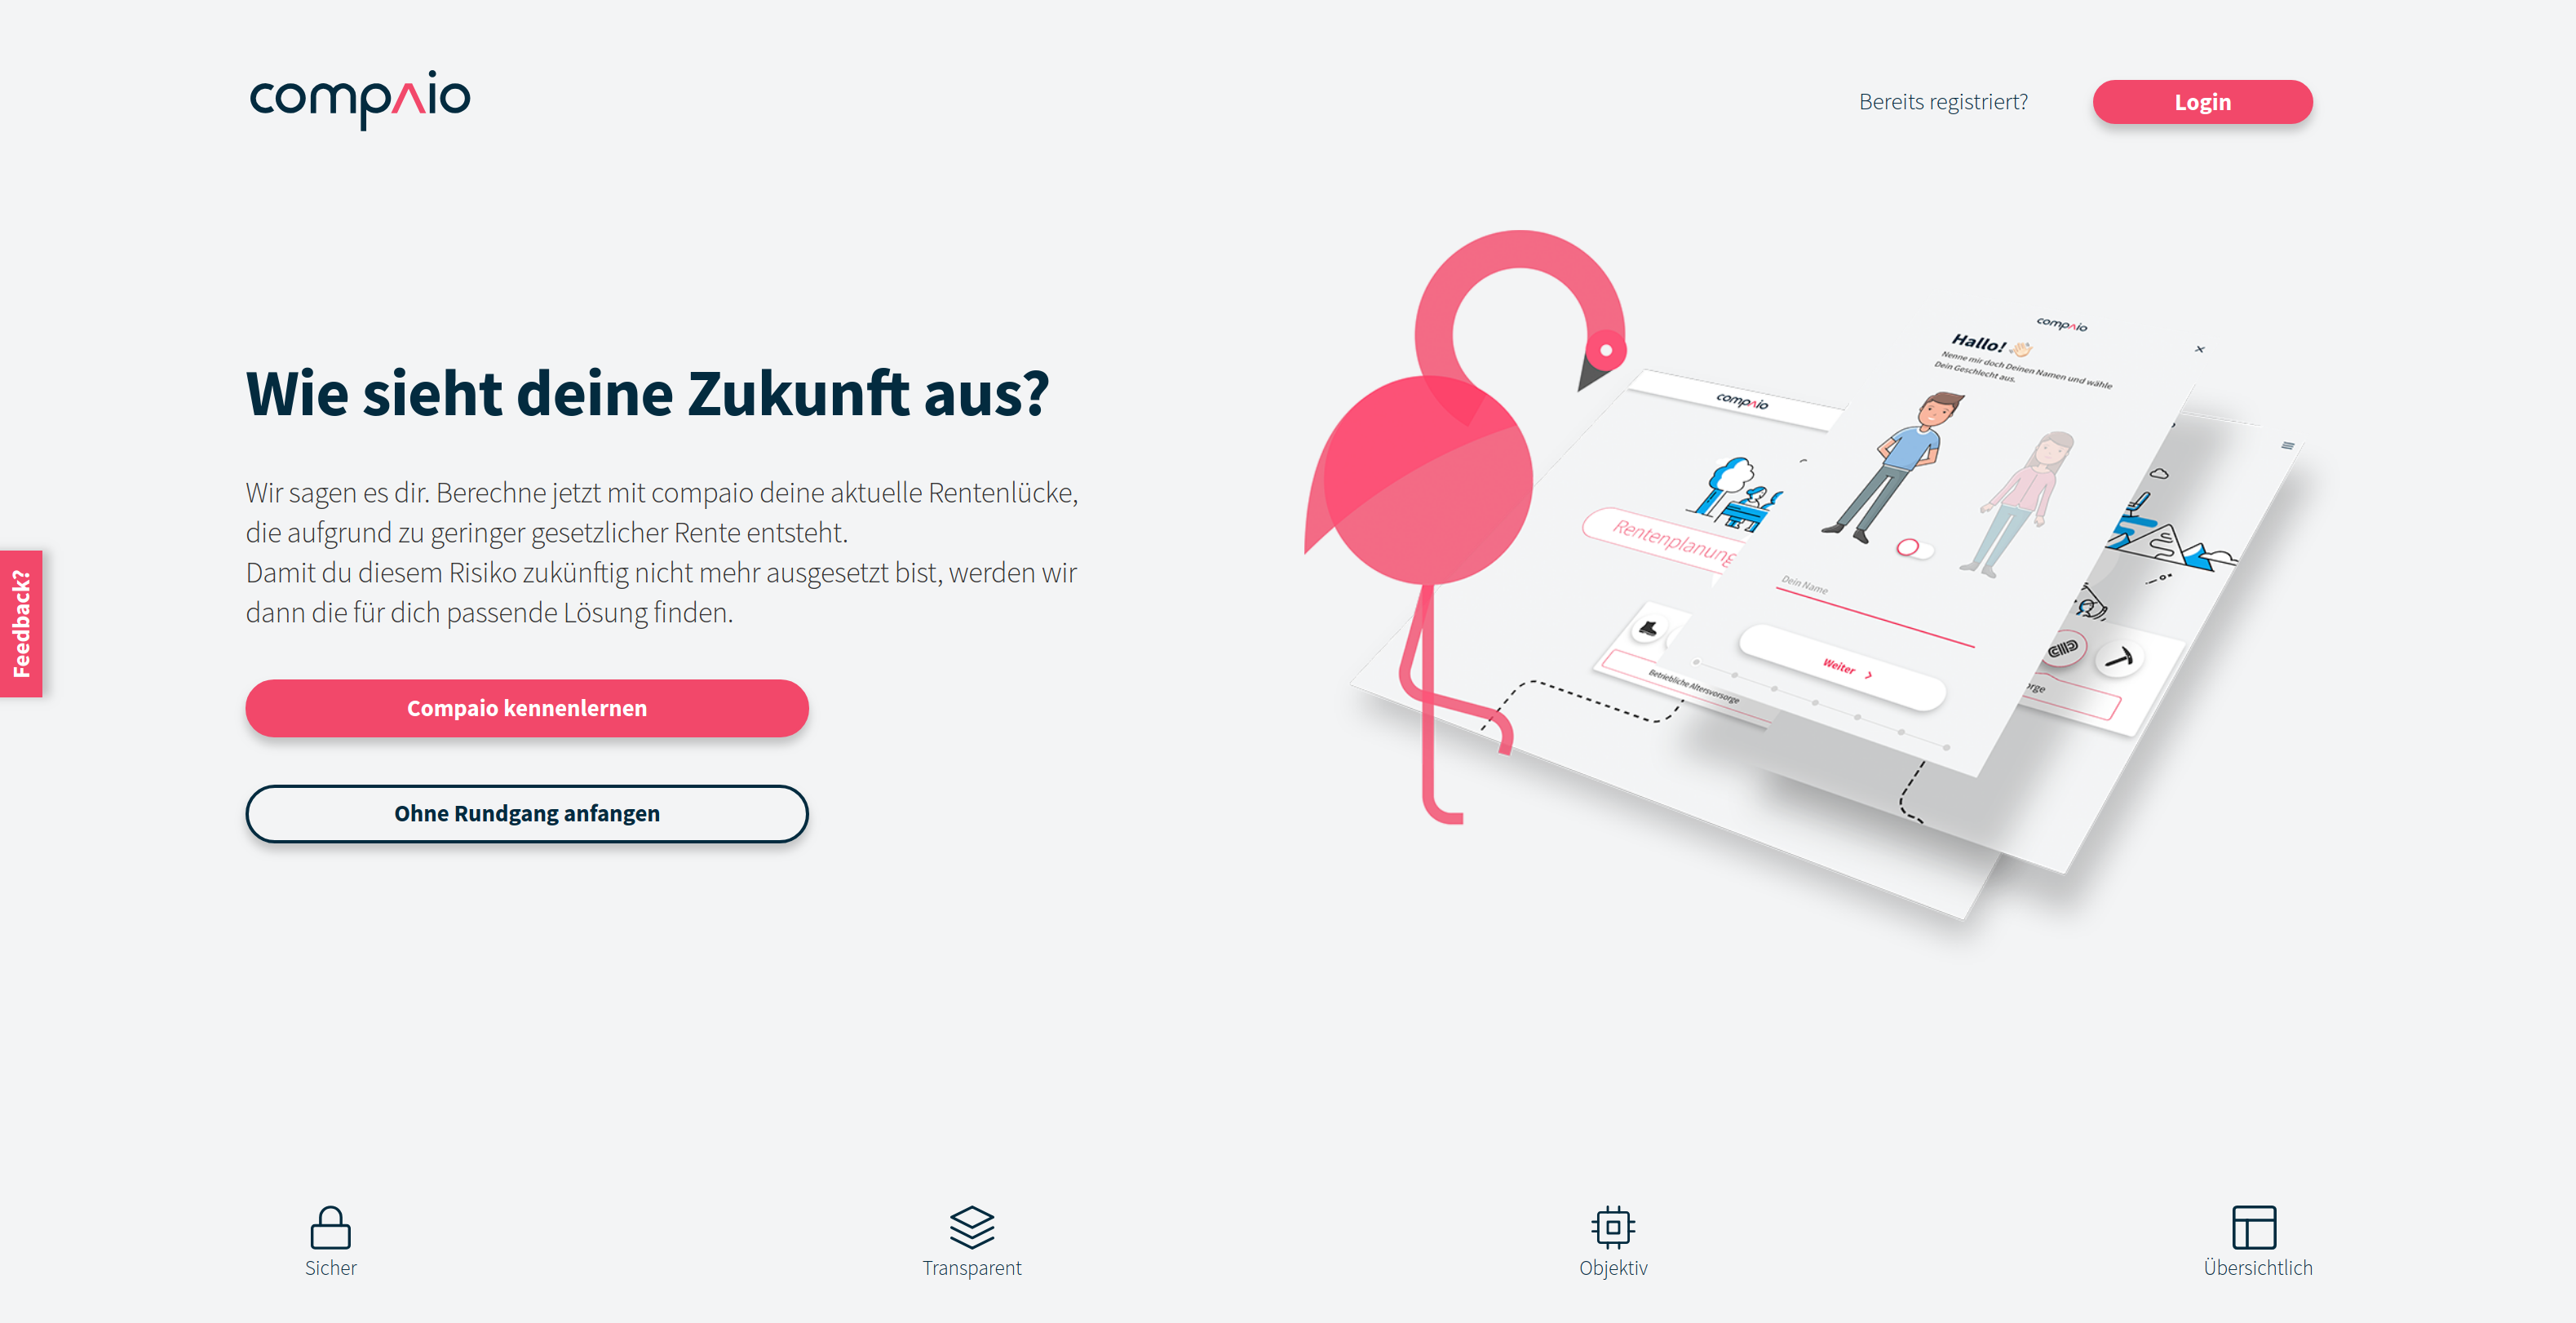 compaio
Bereits registriert?
Login
Wie sieht deine Zukunft aus?
Wir sagen es dir. Berechne jetzt mit compaio deine aktuelle Rentenlücke,
die aufgrund zu geringer gesetzlicher Rente entsteht.
Damit du diesem Risiko zukünftig nicht mehr ausgesetzt bist, werden wir
dann die für dich passende Lösung finden.
Compaio kennenlernen
Ohne Rundgang anfangen
Feedback?
compaio
Hallo!
Nenne mir doch Deinen Namen und wähle
Dein Geschlecht aus.
compaio
Rentenplanung
Dein Name
Weiter
Betriebliche Altersvorsorge
Sicher
Transparent
Objektiv
Übersichtlich